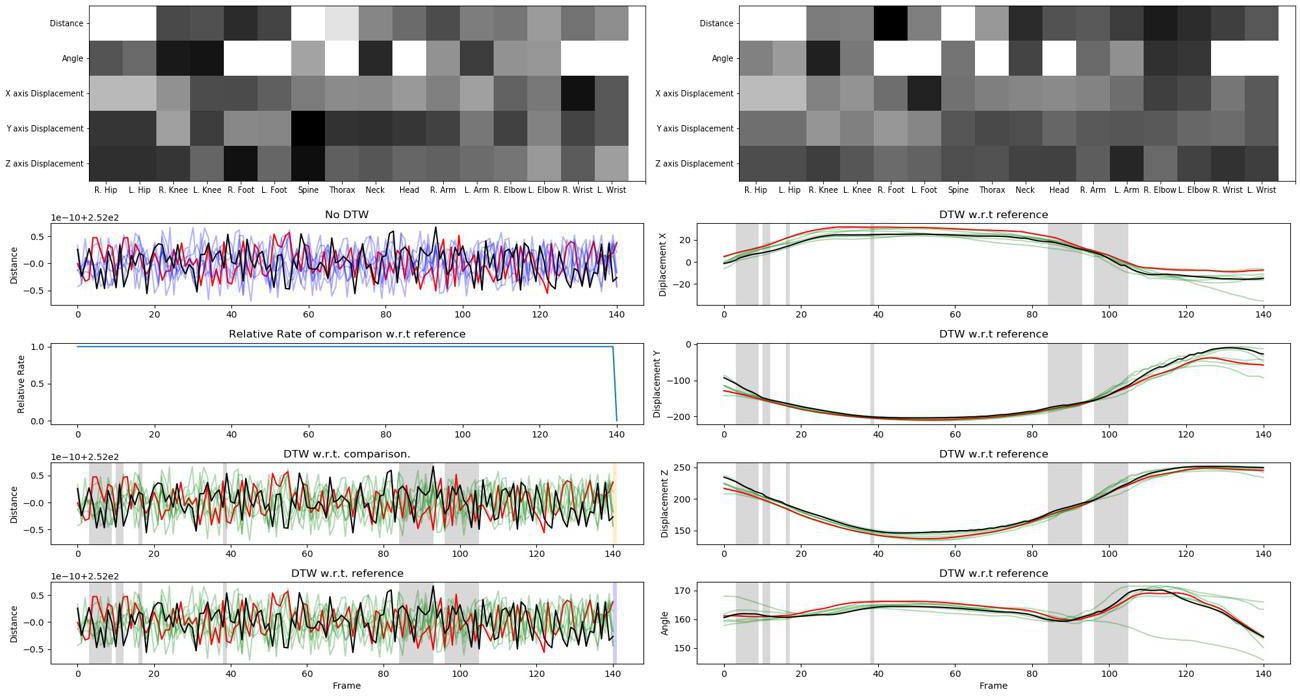 Distance
Angle
X axis Displacement
Y axis Displacement
Z axis Displacement
R. Hip L. Hip R. Knee L. Knee R. Foot L. Foot Spine Thorax Neck Head R. Arm L. Arm R. Elbow L. Elbow R. Wrist L. Wrist
Distance
Angle
X axis Displacement
Y axis Displacement
Z axis Displacement
R. Hip L. Hip R. Knee L. Knee R. Foot L. Foot Spine Thorax Neck Head R. Arm L. Arm R. Elbow L. Elbow R. Wrist L. Wrist
1e−10+2.52e2
No DTW
Distance
0.5
−0.0
−0.5
0 20 40 60 80 100 120 140
DTW w.r.t reference
Diplacement X
20
0
−20
0 20 40 60 80 100 120 140
Relative Rate of comparison w.r.t reference
Relative Rate
1.0
0.5
0.0
0 20 40 60 80 100 120 140
DTW w.r.t reference
Displacement Y
0
−100
−200
0 20 40 60 80 100 120 140
1e−10+2.52e2
DTW w.r.t. comparison.
Distance
0.5
−0.0
−0.5
0 20 40 60 80 100 120 140
DTW w.r.t reference
Displacement Z
250
200
150
0 20 40 60 80 100 120 140
1e−10+2.52e2
DTW w.r.t. reference
Distance
0.5
−0.0
−0.5
0 20 40 60 80 100 120 140
Frame
DTW w.r.t reference
Angle
170
160
150
0 20 40 60 80 100 120 140
Frame